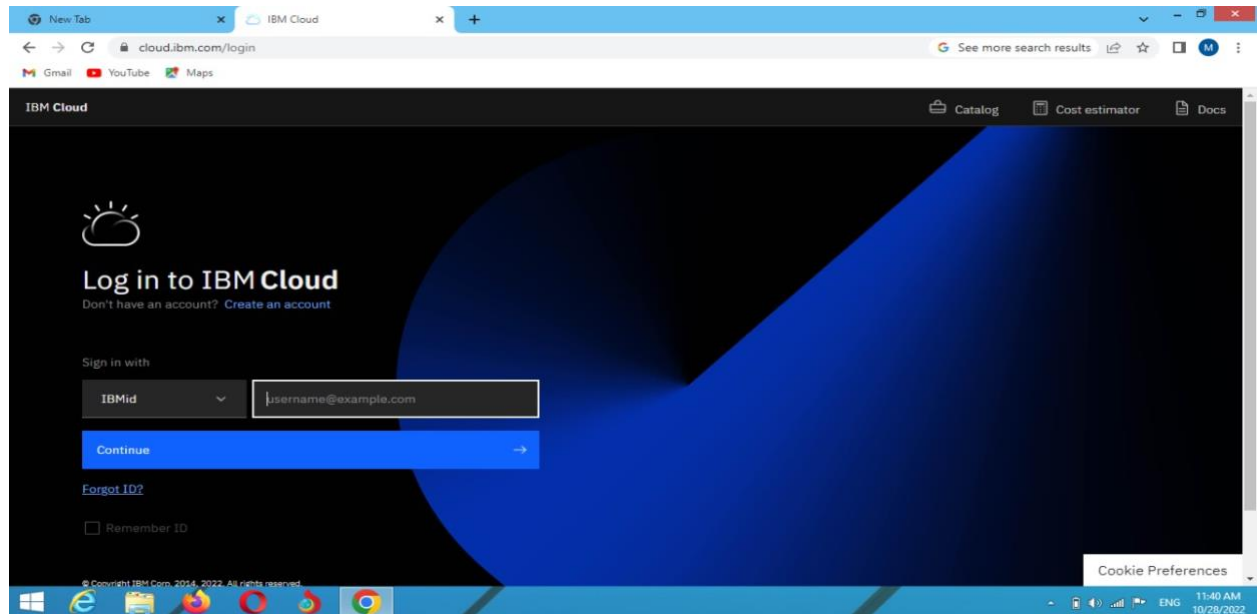 New Tab
IBM Cloud
cloud.ibm.com/login
G See more search results
M
Gmail YouTube Maps
IBM Cloud
Catalog Cost estimator Docs
Log in to IBM Cloud
Don't have an account? Create an account
Sign in with
IBMid
username@example.com
Continue
Forgot ID?
Remember ID
© Copyright IBM Corp. 2014, 2022. All rights reserved.
Cookie Preferences
ENG
11:40 AM
10/28/2022